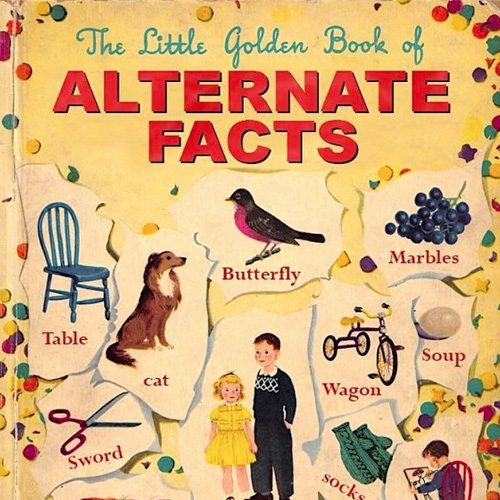 The Little Golden Book of
ALTERNATE
FACTS
Butterfly
Marbles
Table
cat
Wagon
Soup
Sword
socks